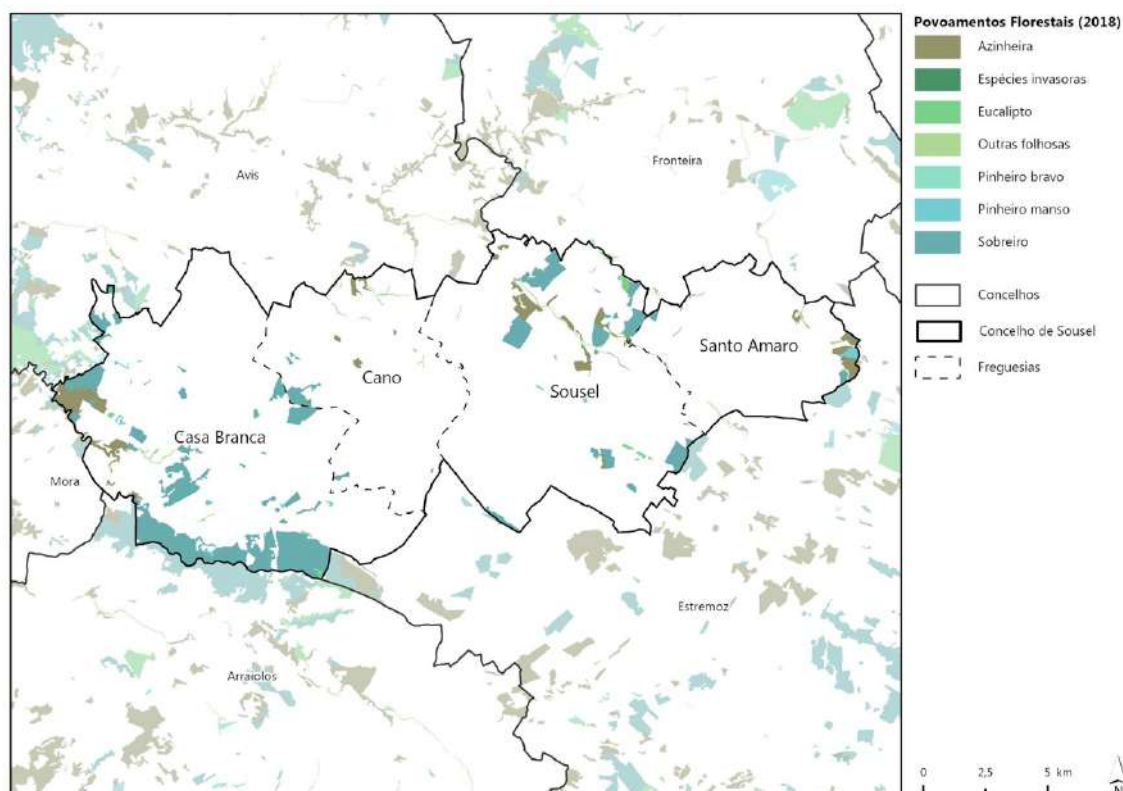 Povoamentos Florestais (2018)
Azinheira
Espécies invasoras
Eucalipto
Outras folhosas
Pinheiro bravo
Pinheiro manso
Sobreiro
Concelhos
Concelho de Sousel
Freguesias
Avis
Fronteira
Santo Amaro
Cano
Sousel
Casa Branca
Mora
Estremoz
Arraiolos
0 2,5 5 km
N